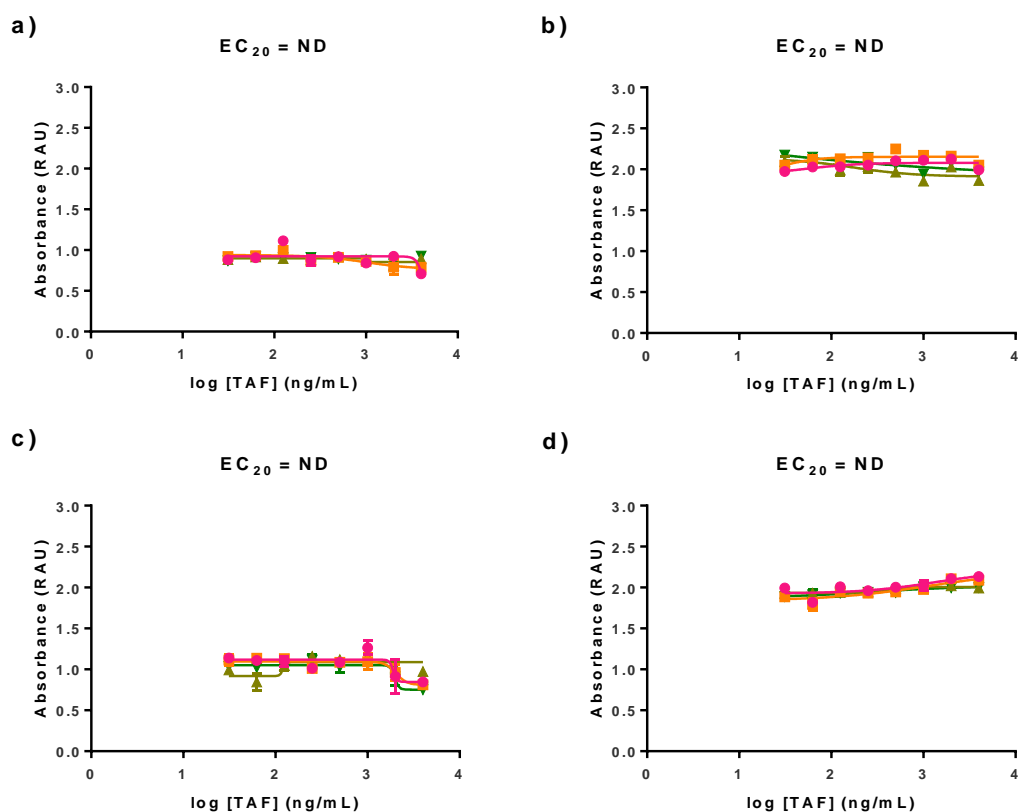 a)
EC20 = ND
3.0
2.5
2.0
1.5
1.0
0.5
0.0
Absorbance (RAU)
0 1 2 3 4
log [TAF] (ng/mL)
b)
EC20 = ND
3.0
2.5
2.0
1.5
1.0
0.5
0.0
Absorbance (RAU)
0 1 2 3 4
log [TAF] (ng/mL)
c)
EC20 = ND
3.0
2.5
2.0
1.5
1.0
0.5
0.0
Absorbance (RAU)
0 1 2 3 4
log [TAF] (ng/mL)
d)
EC20 = ND
3.0
2.5
2.0
1.5
1.0
0.5
0.0
Absorbance (RAU)
0 1 2 3 4
log [TAF] (ng/mL)